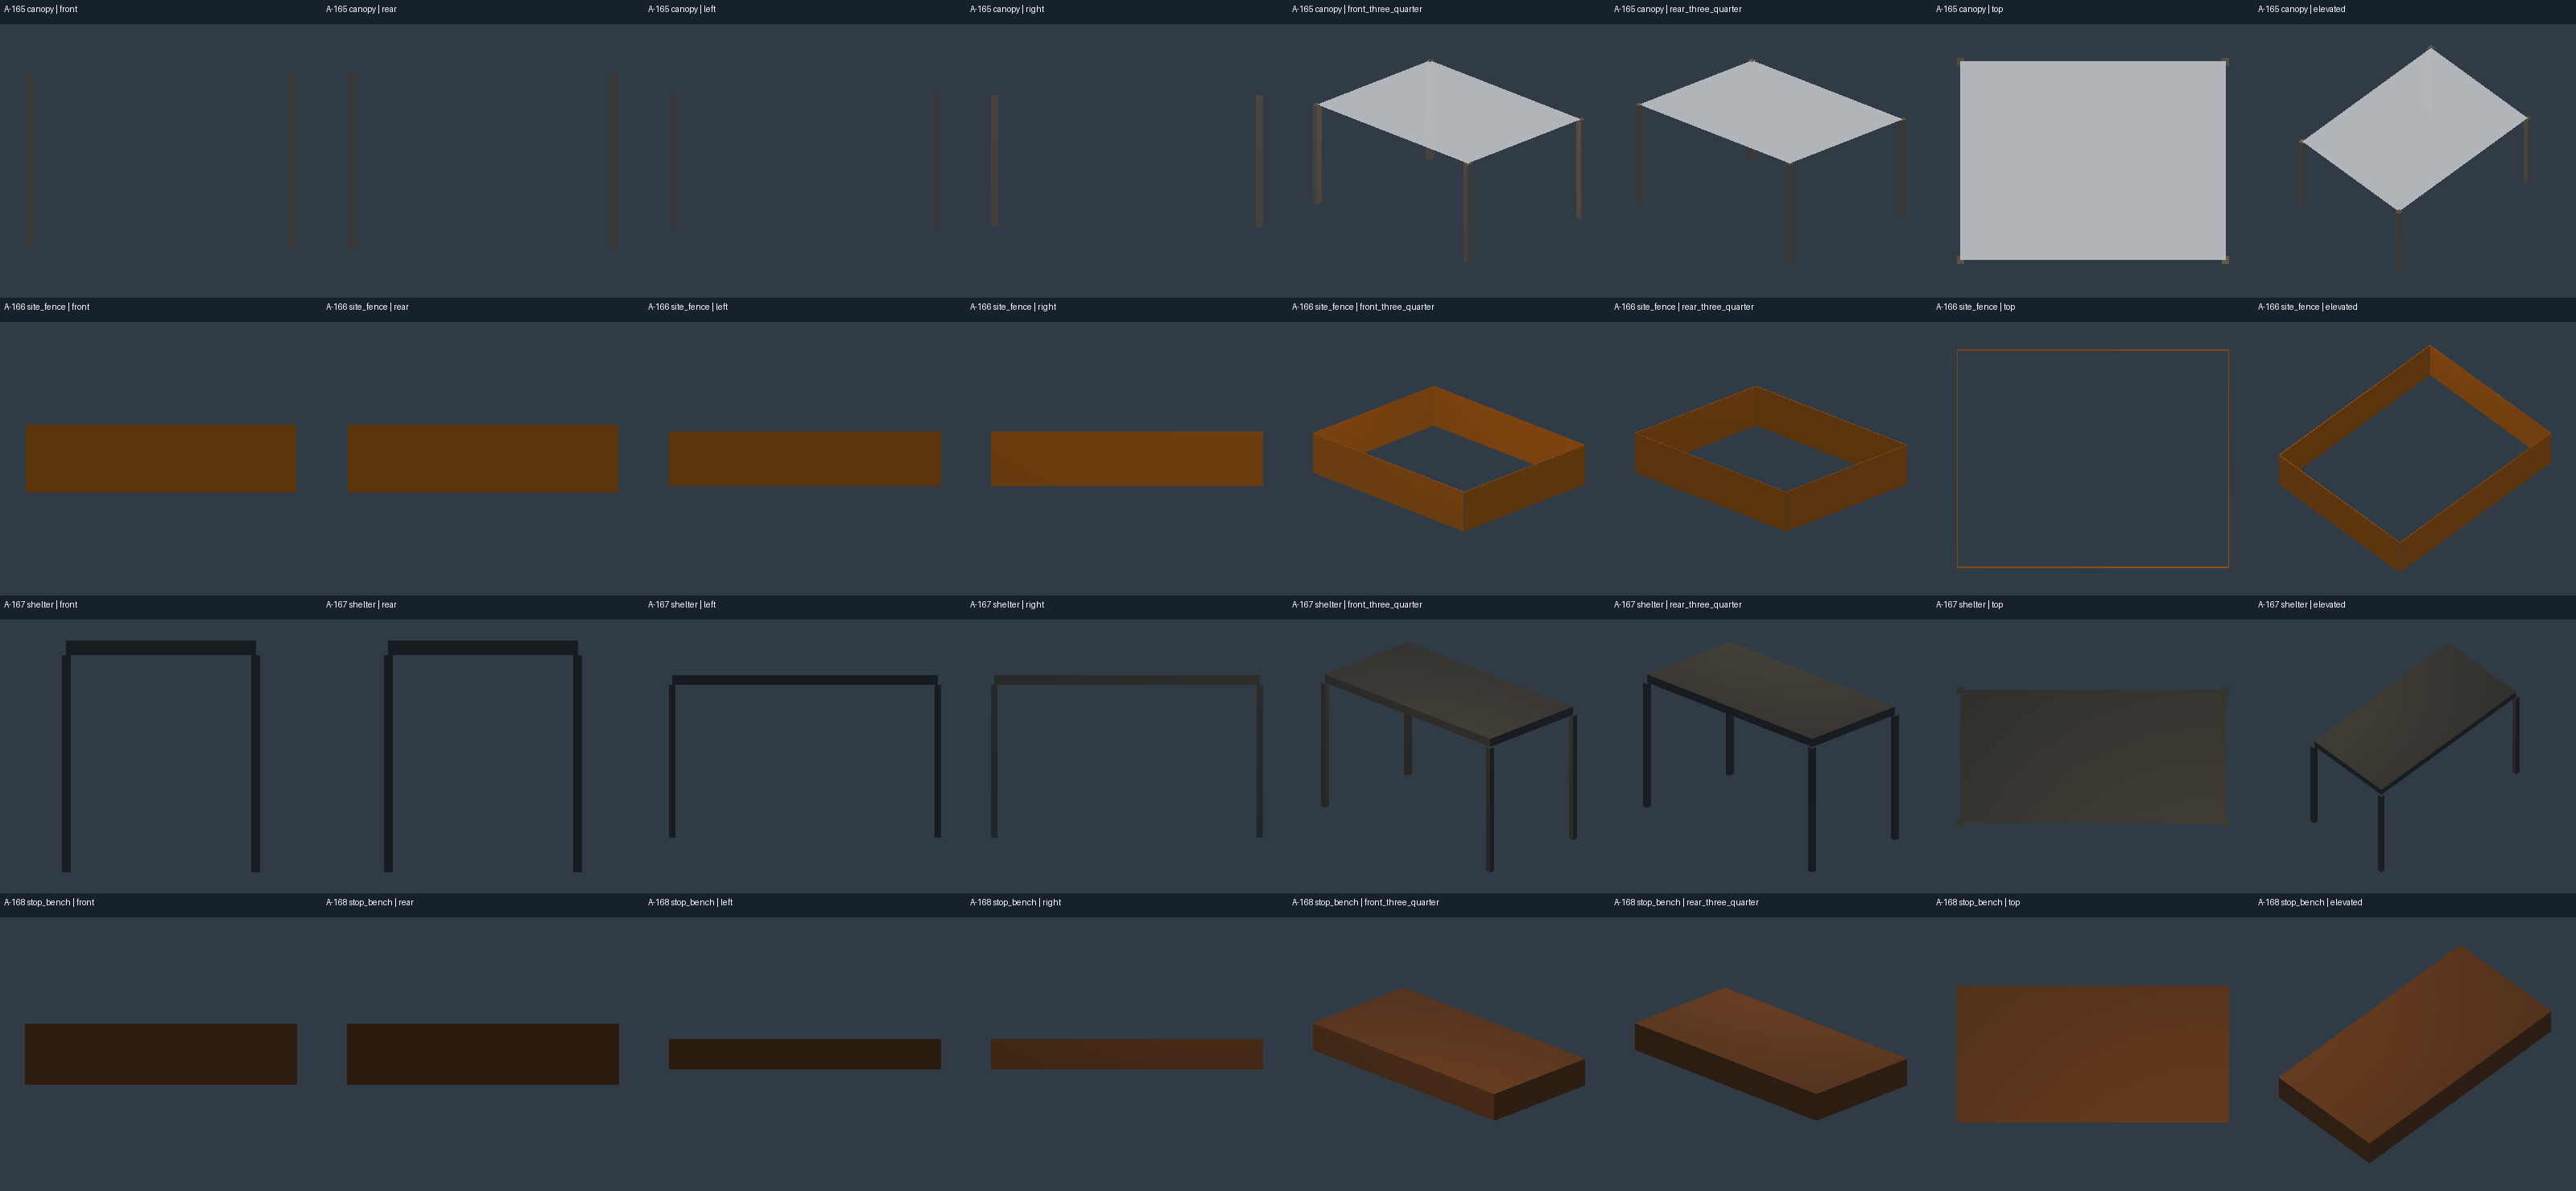 A-165 canopy | front
A-165 canopy | rear
A-165 canopy | left
A-165 canopy | right
A-165 canopy | front_three_quarter
A-165 canopy | rear_three_quarter
A-165 canopy | top
A-165 canopy | elevated
A-166 site_fence | front
A-166 site_fence | rear
A-166 site_fence | left
A-166 site_fence | right
A-166 site_fence | front_three_quarter
A-166 site_fence | rear_three_quarter
A-166 site_fence | top
A-166 site_fence | elevated
A-167 shelter | front
A-167 shelter | rear
A-167 shelter | left
A-167 shelter | right
A-167 shelter | front_three_quarter
A-167 shelter | rear_three_quarter
A-167 shelter | top
A-167 shelter | elevated
A-168 stop_bench | front
A-168 stop_bench | rear
A-168 stop_bench | left
A-168 stop_bench | right
A-168 stop_bench | front_three_quarter
A-168 stop_bench | rear_three_quarter
A-168 stop_bench | top
A-168 stop_bench | elevated